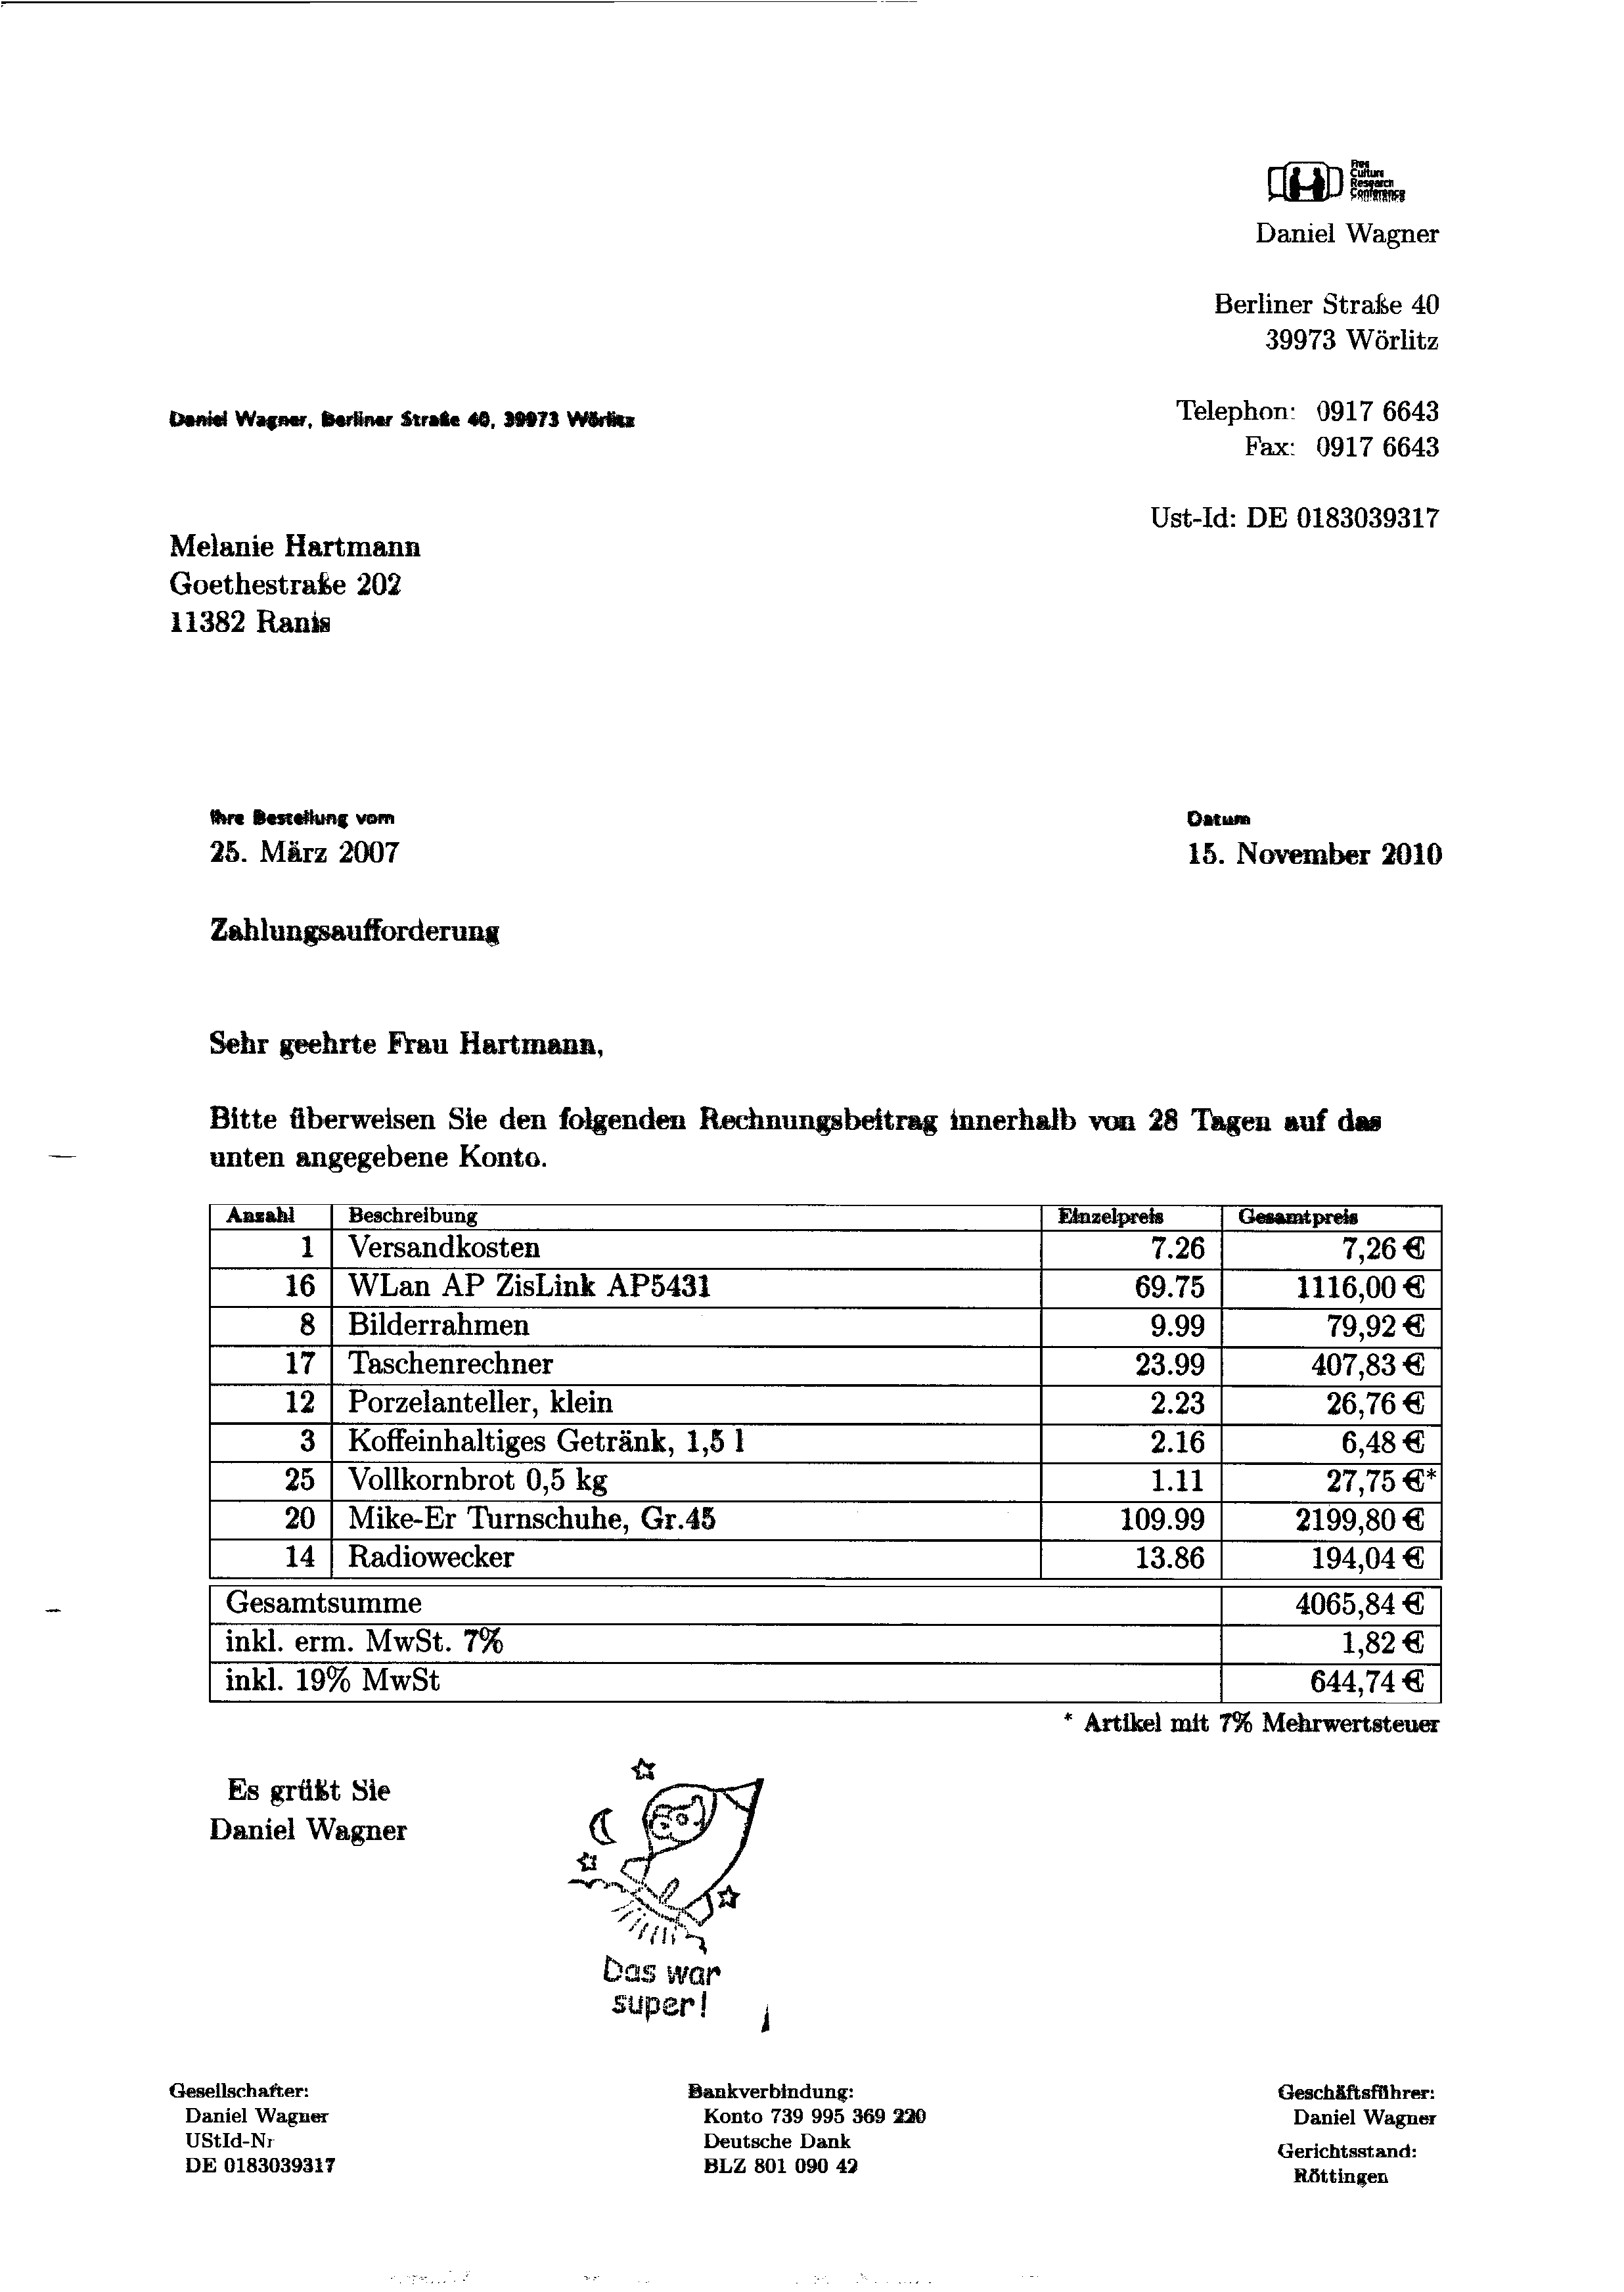 Free
Culture
Research
Conference
Daniel Wagner
Berliner Straße 40
39973 Wörlitz
Telephon: 0917 6643
Fax: 0917 6643
Ust-Id: DE 0183039317
Daniel Wagner, Berliner Straße 40, 39973 Wörlitz
Melanie Hartmann
Goethestraße 202
11382 Ranis
Ihre Bestellung vom Datum
25. März 2007 15. November 2010
Zahlungsaufforderung
Sehr geehrte Frau Hartmann,
Bitte überweisen Sie den folgenden Rechnungsbeitrag innerhalb von 28 Tagen auf das
unten angegebene Konto.
Anzahl Beschreibung Einzelpreis Gesamtpreis
1 Versandkosten 7.26 7,26 €
16 WLan AP ZisLink AP5431 69.75 1116,00 €
8 Bilderrahmen 9.99 79,92 €
17 Taschenrechner 23.99 407,83 €
12 Porzelanteller, klein 2.23 26,76 €
3 Koffeinhaltiges Getränk, 1,5 l 2.16 6,48 €
25 Vollkornbrot 0,5 kg 1.11 27,75 €*
20 Mike-Er Turnschuhe, Gr.45 109.99 2199,80 €
14 Radiowecker 13.86 194,04 €
Gesamtsumme 4065,84 €
inkl. erm. MwSt. 7% 1,82 €
inkl. 19% MwSt 644,74 €
* Artikel mit 7% Mehrwertsteuer
Es grüßt Sie
Daniel Wagner
Das war
super!
Gesellschafter: Bankverbindung: Geschäftsführer:
Daniel Wagner Konto 739 995 369 220 Daniel Wagner
UStId-Nr Deutsche Dank Gerichtsstand:
DE 0183039317 BLZ 801 090 42 Röttingen